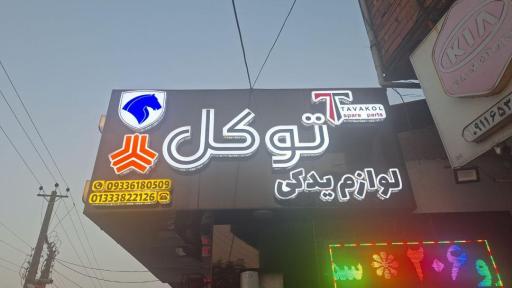 TAVAKOL
spare parts
توکل
لوازم یدکی
09336180509
01333822126
KIA